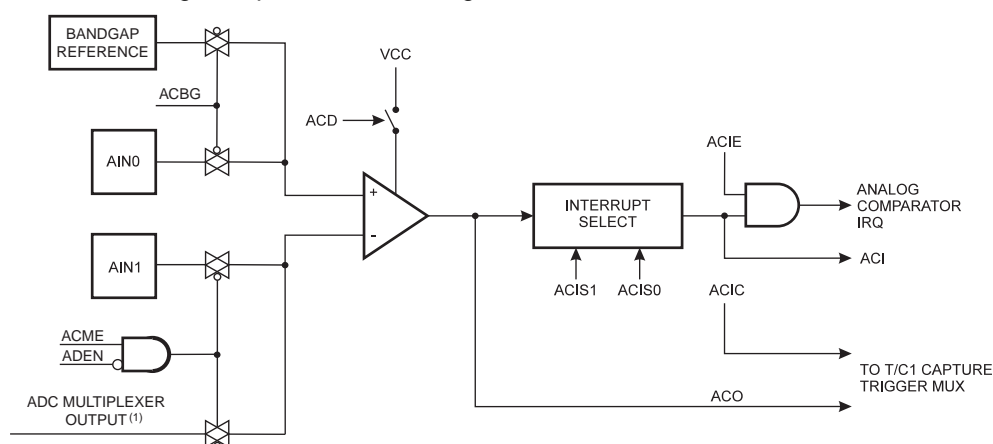 BANDGAP
REFERENCE
VCC
ACBG
ACD
ACIE
AIN0
+
INTERRUPT
SELECT
ANALOG
COMPARATOR
IRQ
-
AIN1
ACI
ACIS1
ACIS0
ACIC
ACME
ADEN
TO T/C1 CAPTURE
TRIGGER MUX
ADC MULTIPLEXER
OUTPUT (1)
ACO